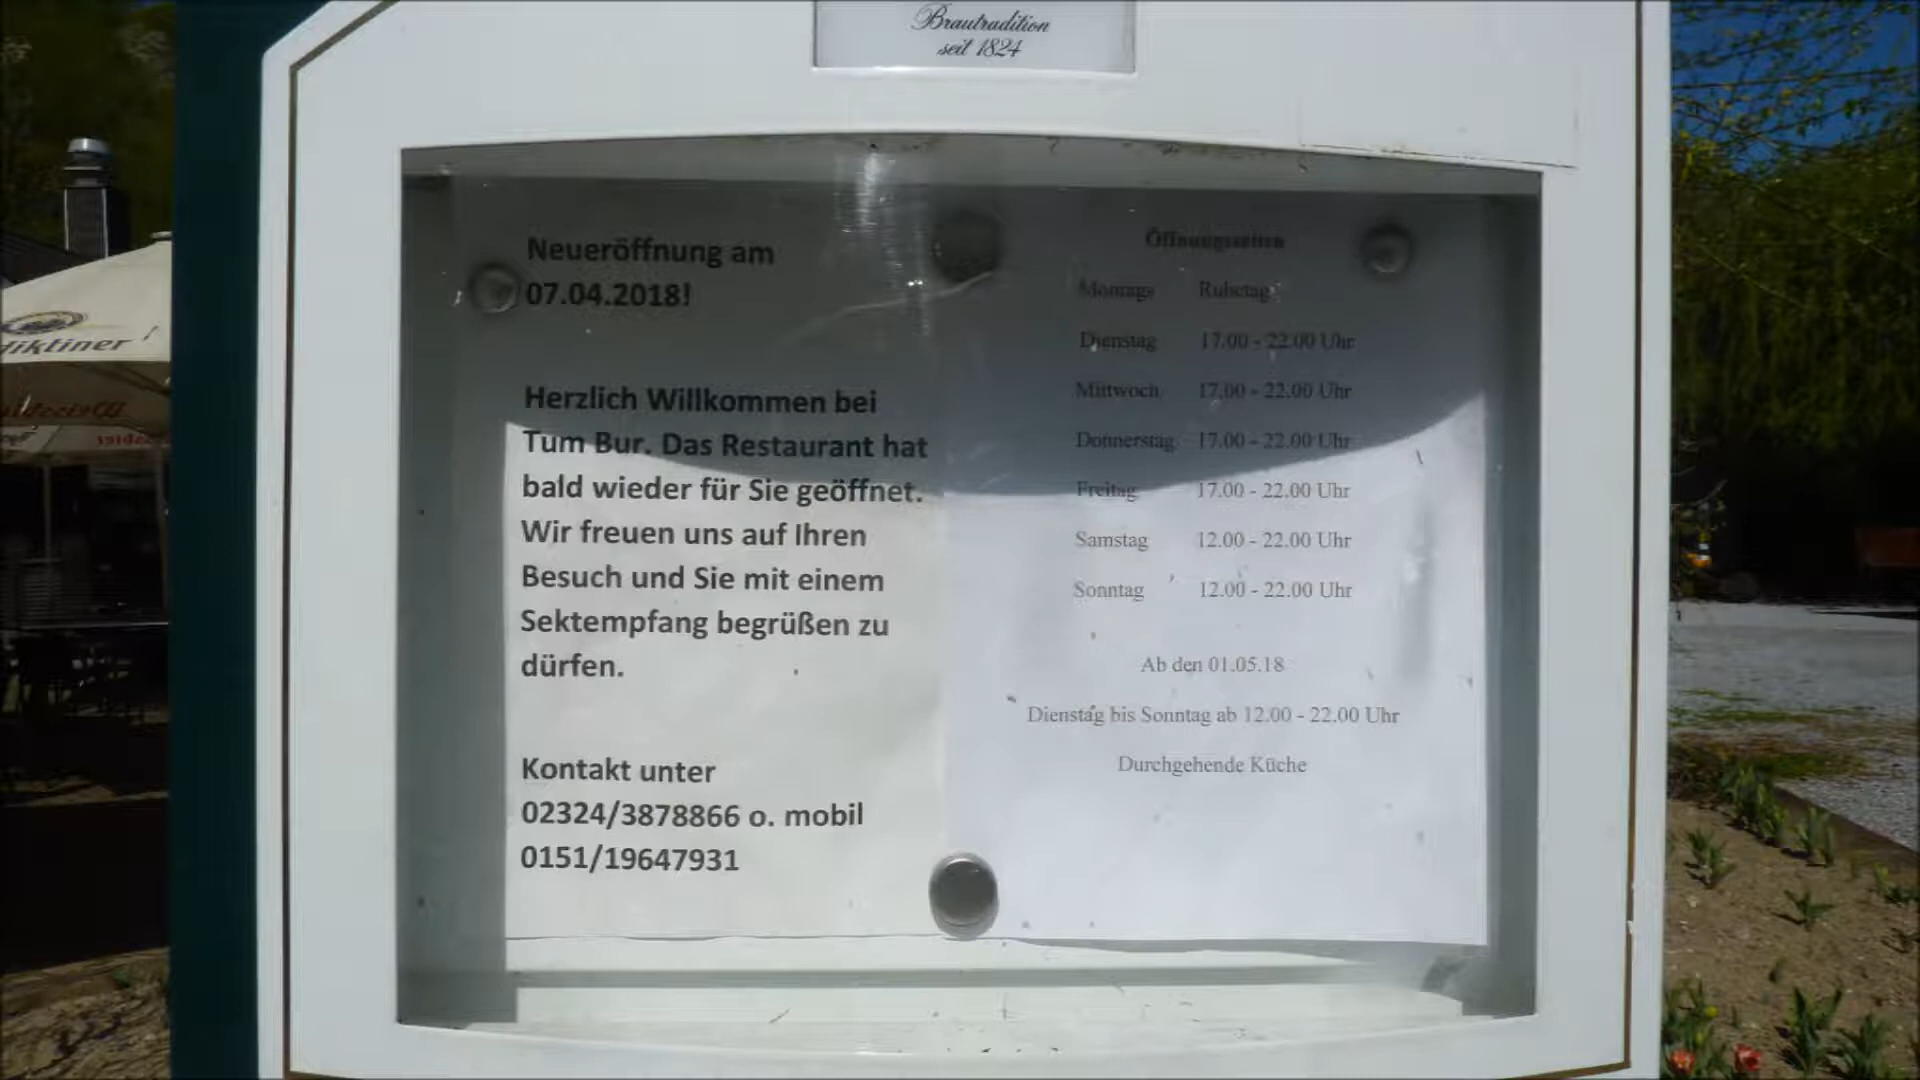 Brautradition
seit 1824
Neueröffnung am
07.04.2018!
Herzlich Willkommen bei
Tum Bur. Das Restaurant hat
bald wieder für Sie geöffnet.
Wir freuen uns auf Ihren
Besuch und Sie mit einem
Sektempfang begrüßen zu
dürfen.
Kontakt unter
02324/3878866 o. mobil
0151/19647931
Öffnungszeiten
Montags Ruhetag
Dienstag 17.00 - 22.00 Uhr
Mittwoch 17.00 - 22.00 Uhr
Donnerstag 17.00 - 22.00 Uhr
Freitag 17.00 - 22.00 Uhr
Samstag 12.00 - 22.00 Uhr
Sonntag 12.00 - 22.00 Uhr
Ab den 01.05.18
Dienstag bis Sonntag ab 12.00 - 22.00 Uhr
Durchgehende Küche